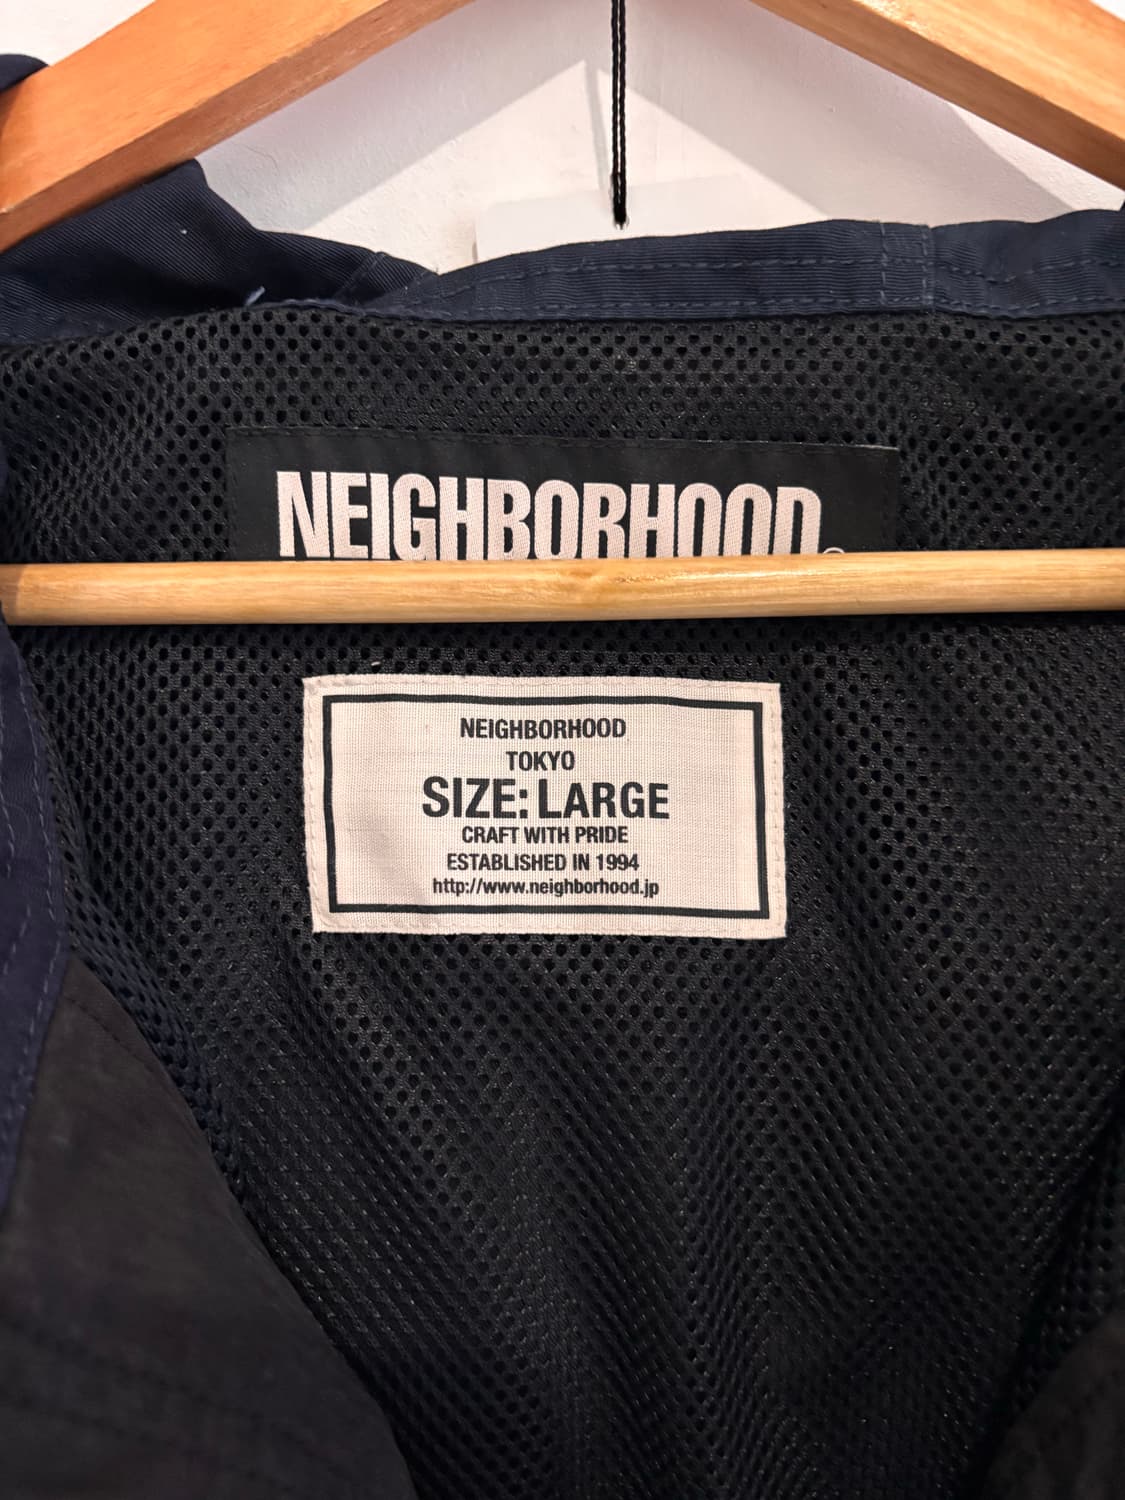 NEIGHBORHOOD
NEIGHBORHOOD
TOKYO
SIZE: LARGE
CRAFT WITH PRIDE
ESTABLISHED IN 1994
http://www.neighborhood.jp